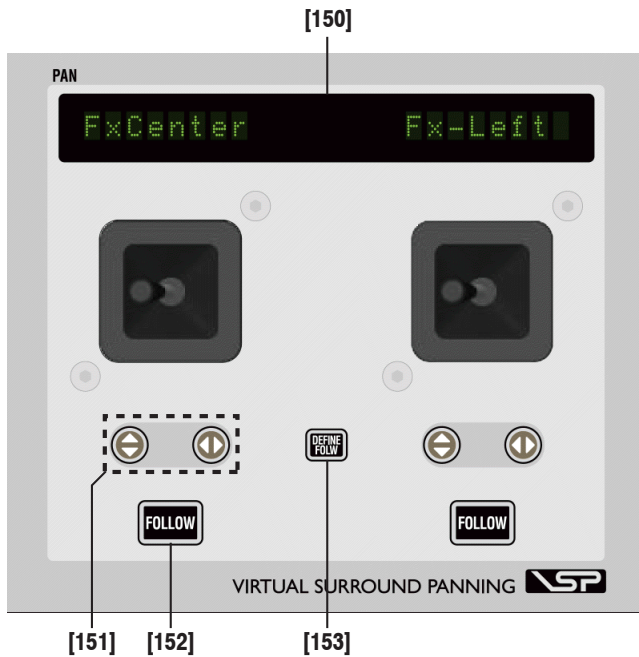 [150]
PAN
FxCenter Fx-Left
DEFINE
FOLW
FOLLOW FOLLOW
VIRTUAL SURROUND PANNING VSP
[151] [152] [153]